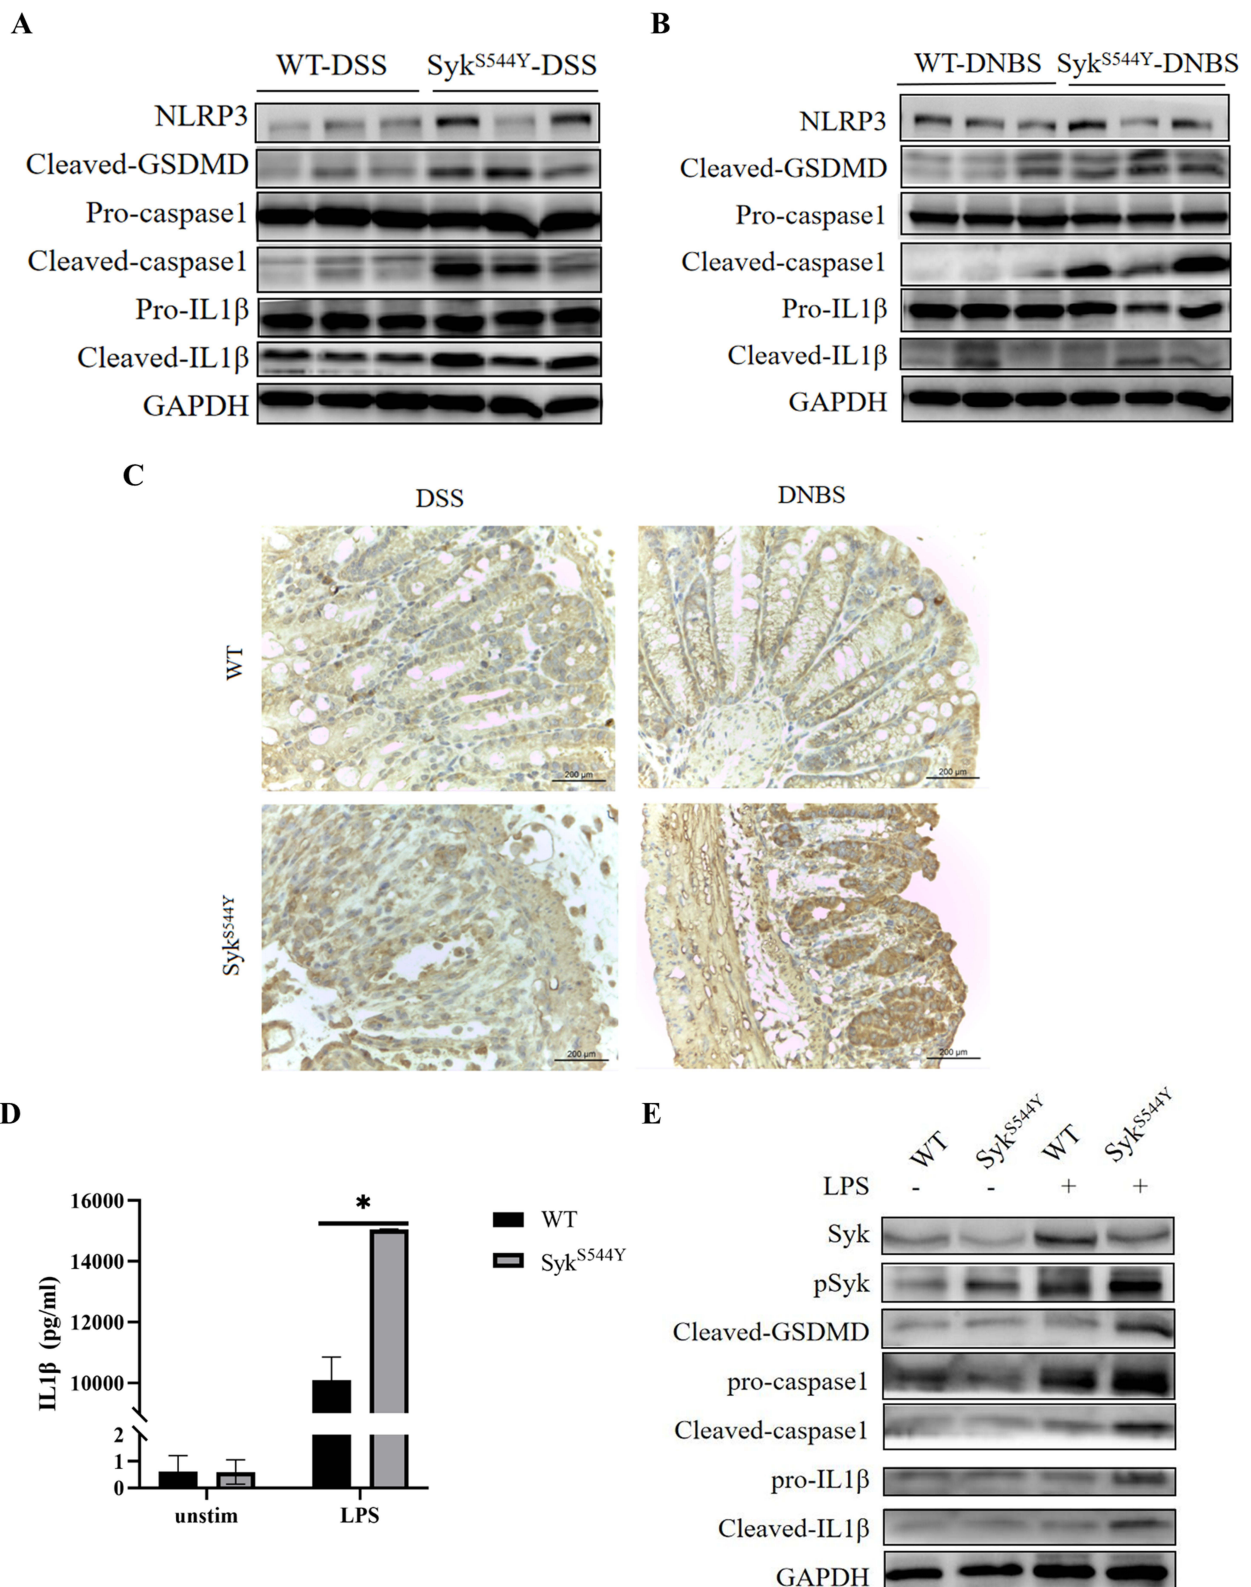 A
WT-DSS SykS544Y-DSS
NLRP3
Cleaved-GSDMD
Pro-caspase1
Cleaved-caspase1
Pro-IL1β
Cleaved-IL1β
GAPDH
B
WT-DNBS SykS544Y-DNBS
NLRP3
Cleaved-GSDMD
Pro-caspase1
Cleaved-caspase1
Pro-IL1β
Cleaved-IL1β
GAPDH
C
DSS DNBS
WT
200 μm
200 μm
SykS544Y
200 μm
200 μm
D
IL1β (pg/ml)
16000
14000
12000
10000
2
1
0
*
WT
SykS544Y
unstim LPS
E
WT SykS544Y WT SykS544Y
LPS - - + +
Syk
pSyk
Cleaved-GSDMD
pro-caspase1
Cleaved-caspase1
pro-IL1β
Cleaved-IL1β
GAPDH